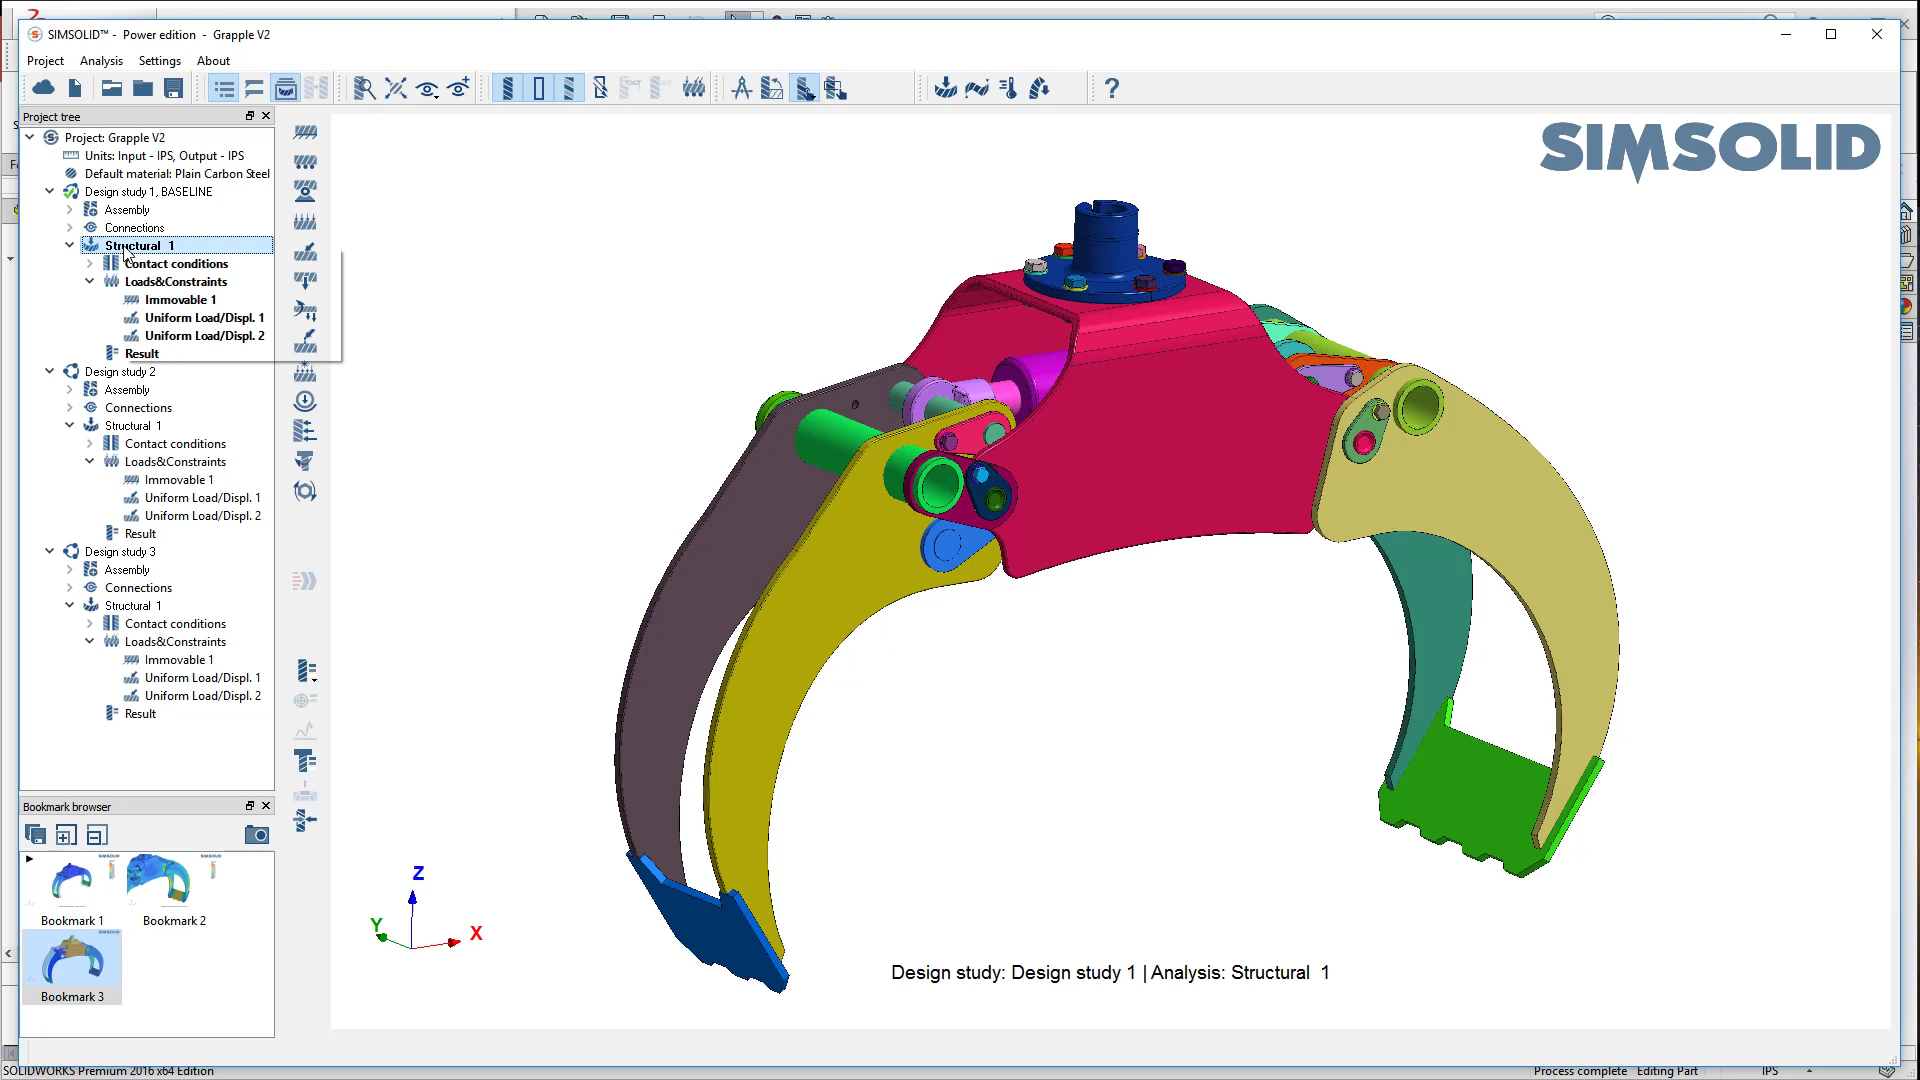 SIMSOLID™ - Power edition - Grapple V2
Project Analysis Settings About
Project tree
Project: Grapple V2
Units: Input - IPS, Output - IPS
Default material: Plain Carbon Steel
Design study 1, BASELINE
Assembly
Connections
Structural 1
Contact conditions
Loads&Constraints
Immovable 1
Uniform Load/Displ. 1
Uniform Load/Displ. 2
Result
Design study 2
Assembly
Connections
Structural 1
Contact conditions
Loads&Constraints
Immovable 1
Uniform Load/Displ. 1
Uniform Load/Displ. 2
Result
Design study 3
Assembly
Connections
Structural 1
Contact conditions
Loads&Constraints
Immovable 1
Uniform Load/Displ. 1
Uniform Load/Displ. 2
Result
Bookmark browser
Bookmark 1
Bookmark 2
Bookmark 3
SIMSOLID
Z
Y
X
Design study: Design study 1 | Analysis: Structural 1
SOLIDWORKS Premium 2016 x64 Edition
Process complete Editing Part IPS